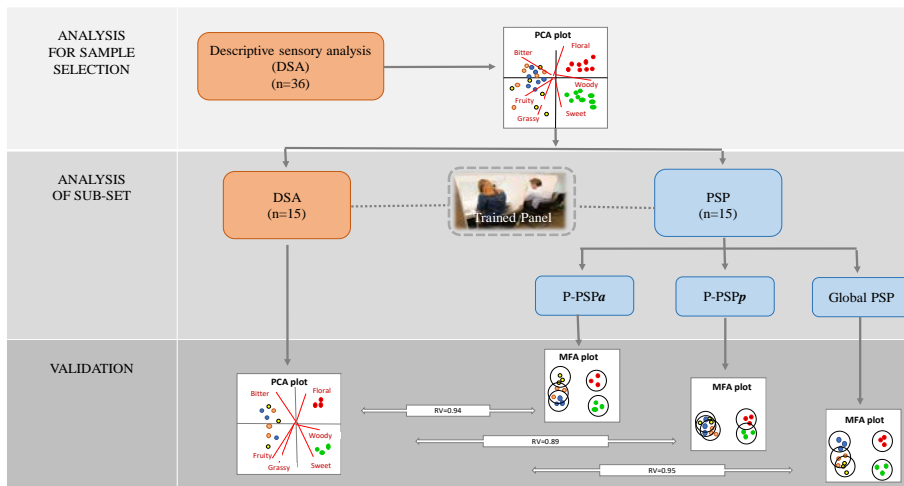 ANALYSIS
FOR SAMPLE
SELECTION
Descriptive sensory analysis
(DSA)
(n=36)
PCA plot
Bitter
Floral
Woody
Fruity
Sweet
Grassy
ANALYSIS
OF SUB-SET
DSA
(n=15)
Trained Panel
PSP
(n=15)
P-PSPa
P-PSPp
Global PSP
VALIDATION
PCA plot
Bitter
Floral
Woody
Fruity
Grassy
Sweet
MFA plot
MFA plot
MFA plot
RV=0.94
RV=0.89
RV=0.95